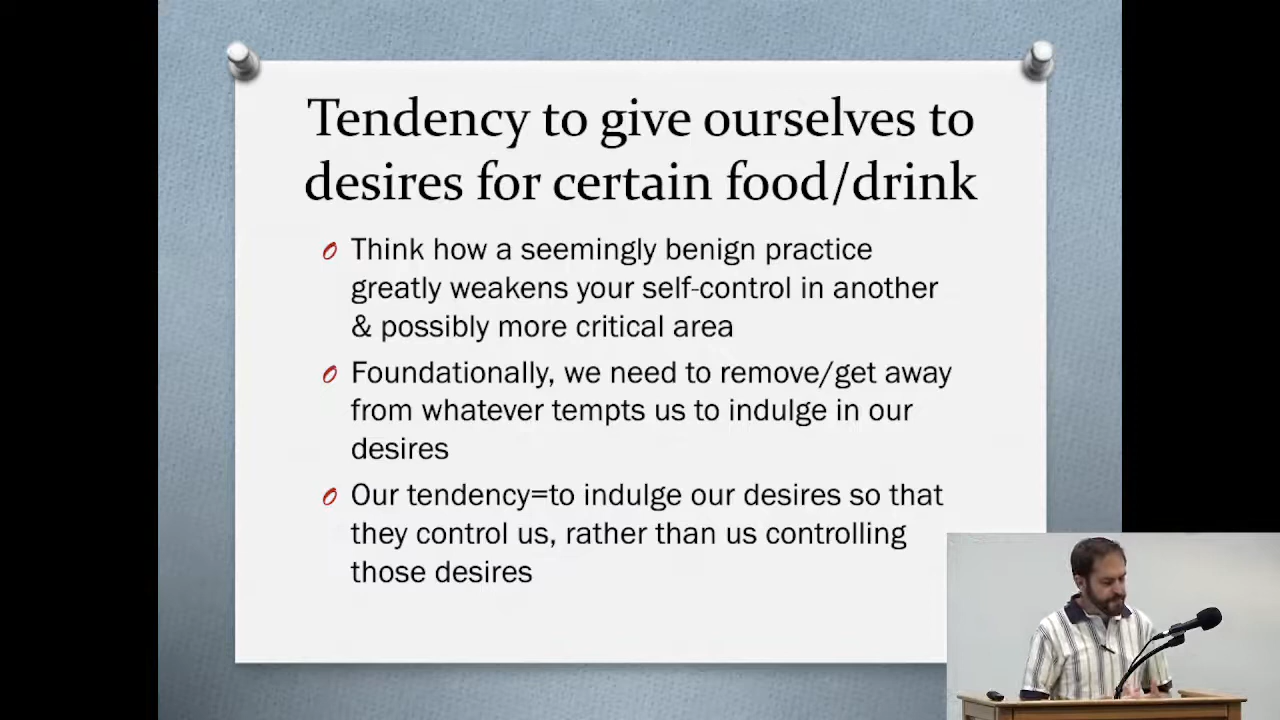 Tendency to give ourselves to
desires for certain food/drink
Think how a seemingly benign practice
greatly weakens your self-control in another
& possibly more critical area
Foundationally, we need to remove/get away
from whatever tempts us to indulge in our
desires
Our tendency=to indulge our desires so that
they control us, rather than us controlling
those desires